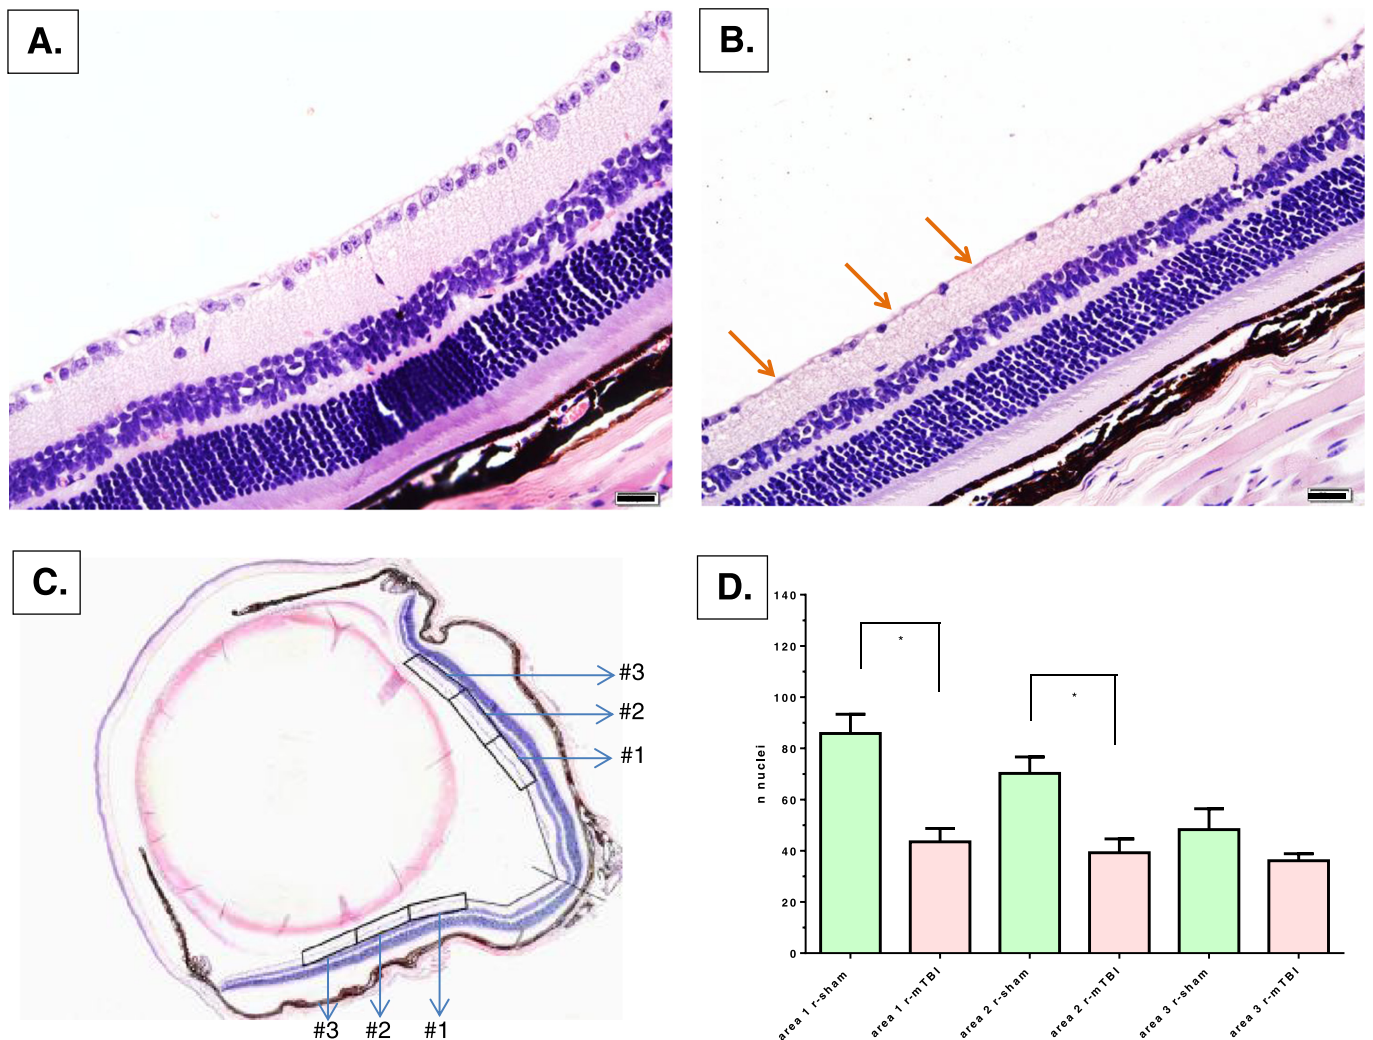 A.
B.
C.
#3
#2
#1
#3 #2 #1
D.
140
120
100
80
60
40
20
0
n nuclei
*
*
area 1 r-sham
area 1 r-mTBI
area 2 r-sham
area 2 r-mTBI
area 3 r-sham
area 3 r-mTBI